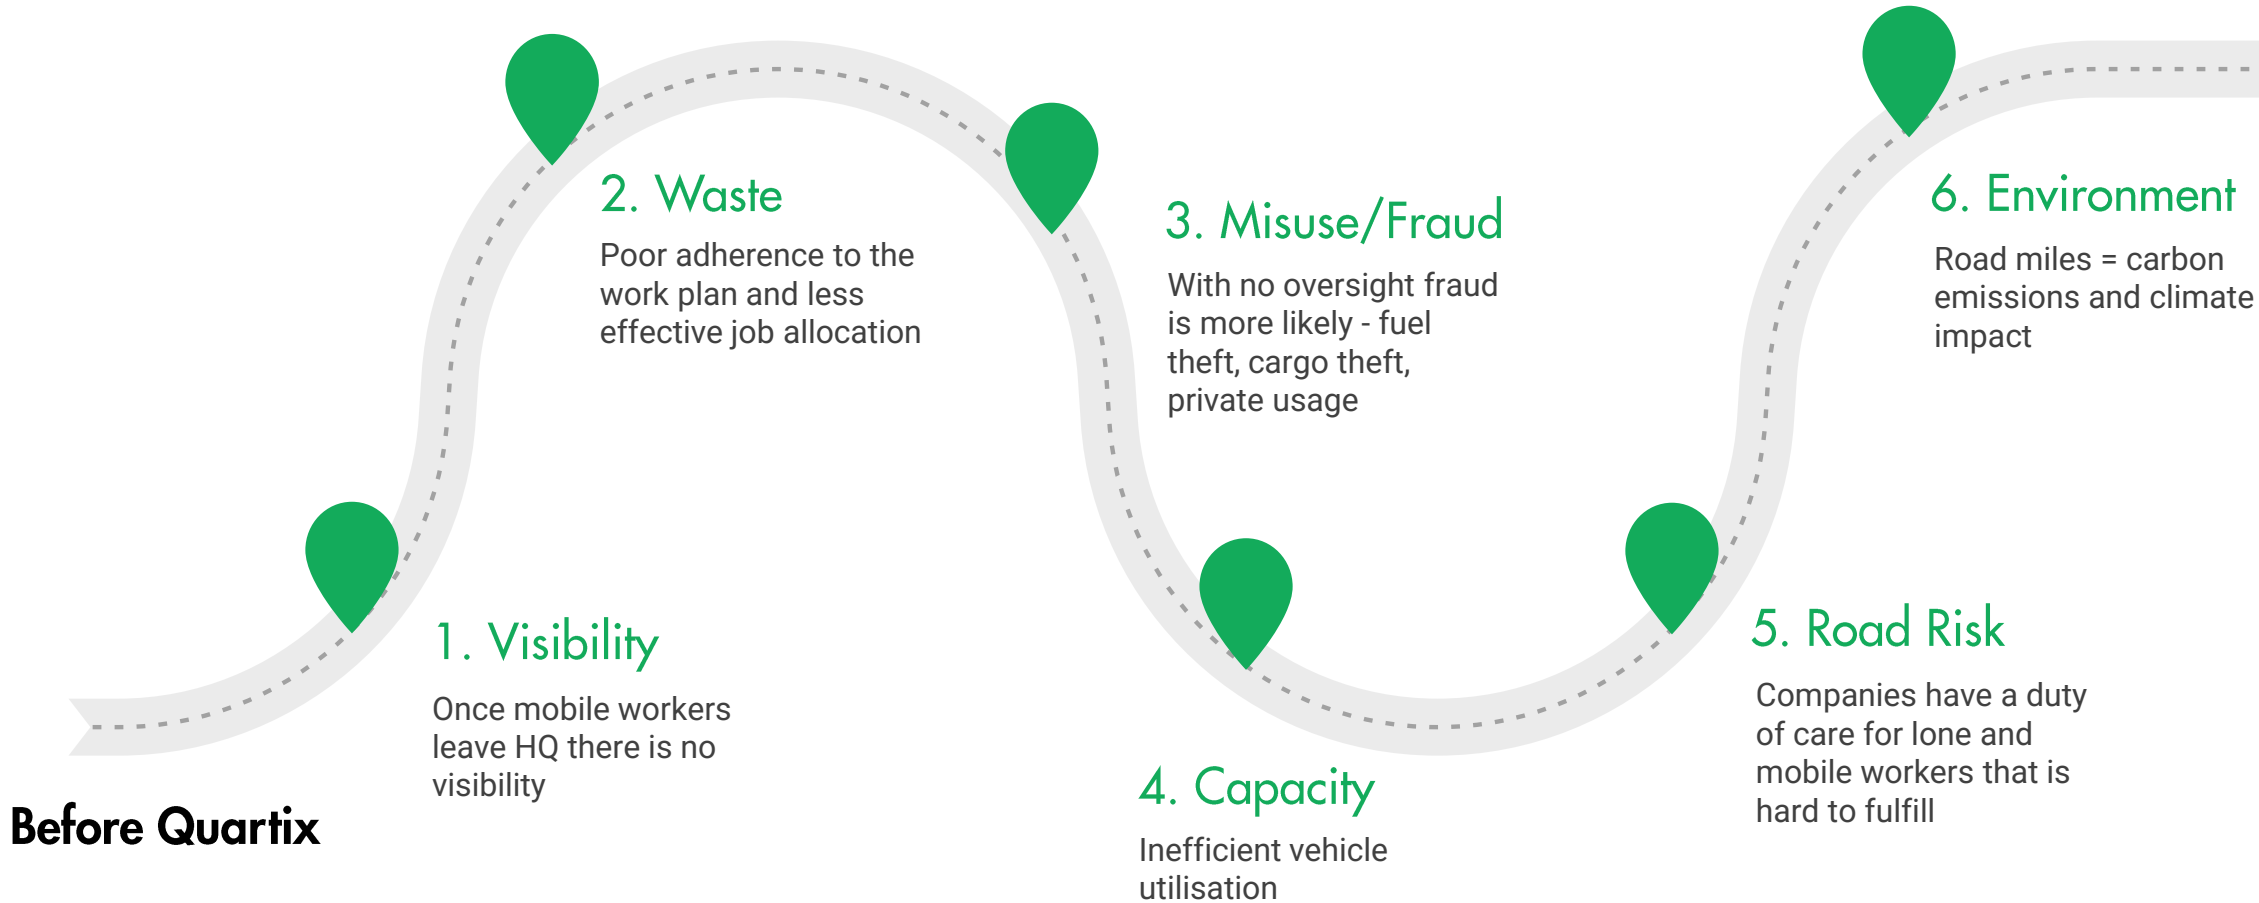 2. Waste
Poor adherence to the
work plan and less
effective job allocation
3. Misuse/Fraud
With no oversight fraud
is more likely - fuel
theft, cargo theft,
private usage
6. Environment
Road miles = carbon
emissions and climate
impact
1. Visibility
Once mobile workers
leave HQ there is no
visibility
Before Quartix
4. Capacity
Inefficient vehicle
utilisation
5. Road Risk
Companies have a duty
of care for lone and
mobile workers that is
hard to fulfill